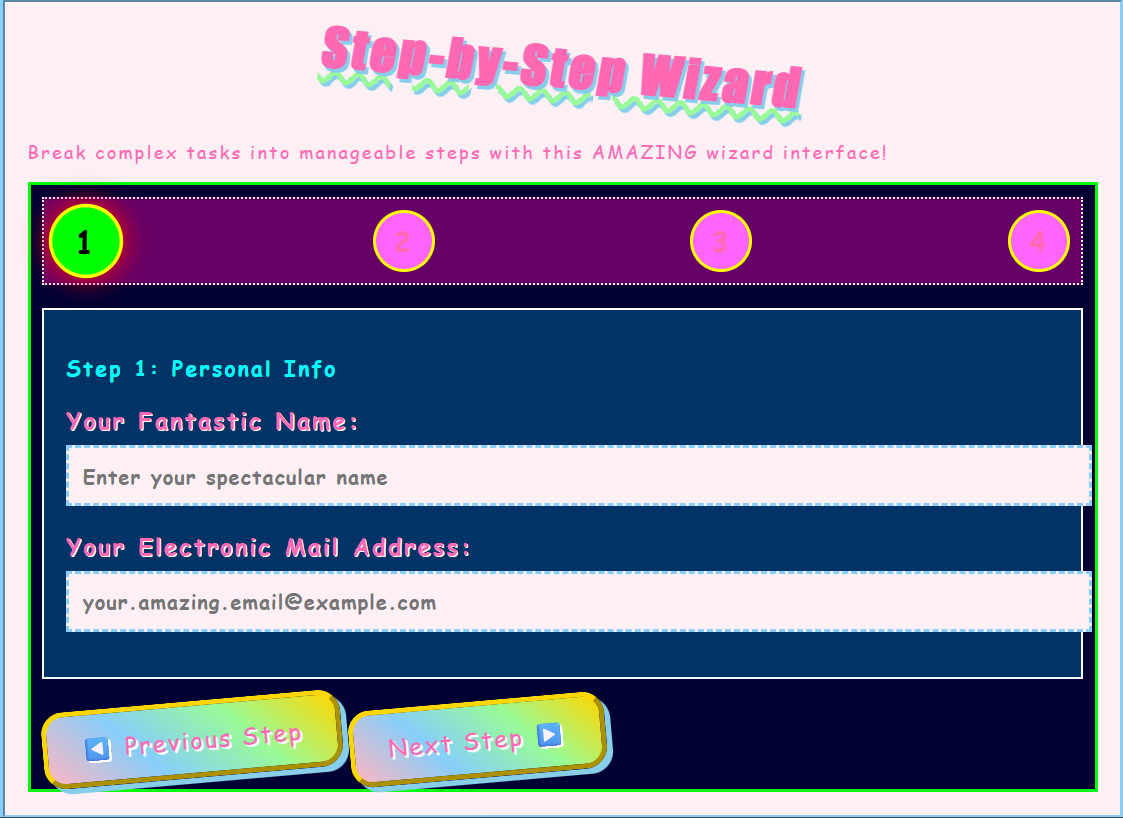 Step-by-Step Wizard
Break complex tasks into manageable steps with this AMAZING wizard interface!
1 2 3 4
Step 1: Personal Info
Your Fantastic Name:
Enter your spectacular name
Your Electronic Mail Address:
your.amazing.email@example.com
◀️ Previous Step Next Step ▶️